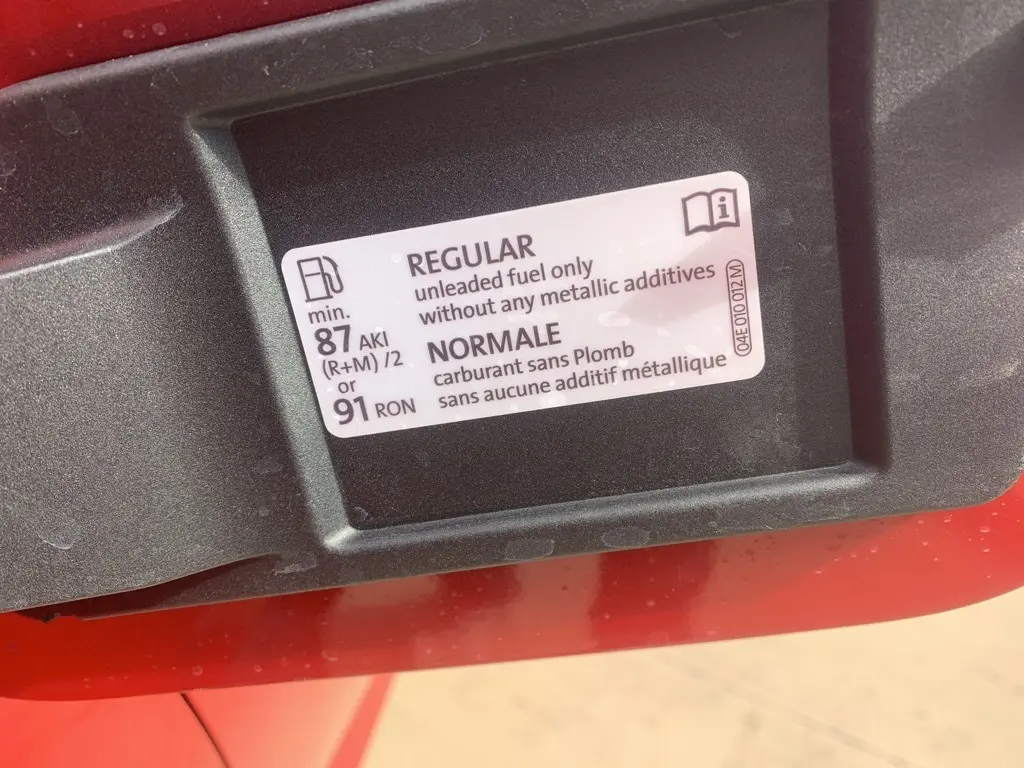 min.
87 AKI
(R+M) /2
or
91 RON
REGULAR
unleaded fuel only
without any metallic additives
NORMALE
carburant sans Plomb
sans aucune additif métallique
i
04E 010 012 M